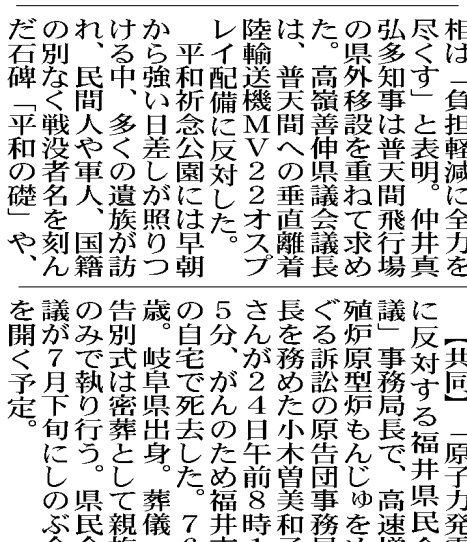 相は「負担軽減に全力を
尽くす」と表明。仲井真
弘多知事は普天間飛行場
の県外移設を重ねて求め
た。高嶺善伸県議会議長
は、普天間への垂直離着
陸輸送機ＭＶ２２オスプ
レイ配備に反対した。
　平和祈念公園には早朝
から強い日差しが照りつ
ける中、多くの遺族が訪
れ、民間人や軍人、国籍
の別なく戦没者名を刻ん
だ石碑「平和の礎」や、
【共同】「原子力発電
に反対する福井県民会
議」事務局長で、高速増
殖炉原型炉もんじゅをめ
ぐる訴訟の原告団事務局
長を務めた小木曽美和子
さんが２４日午前８時１
５分、がんのため福井市
の自宅で死去した。７６
歳。岐阜県出身。葬儀・
告別式は密葬として親族
のみで執り行う。県民会
議が７月下旬にしのぶ会
を開く予定。